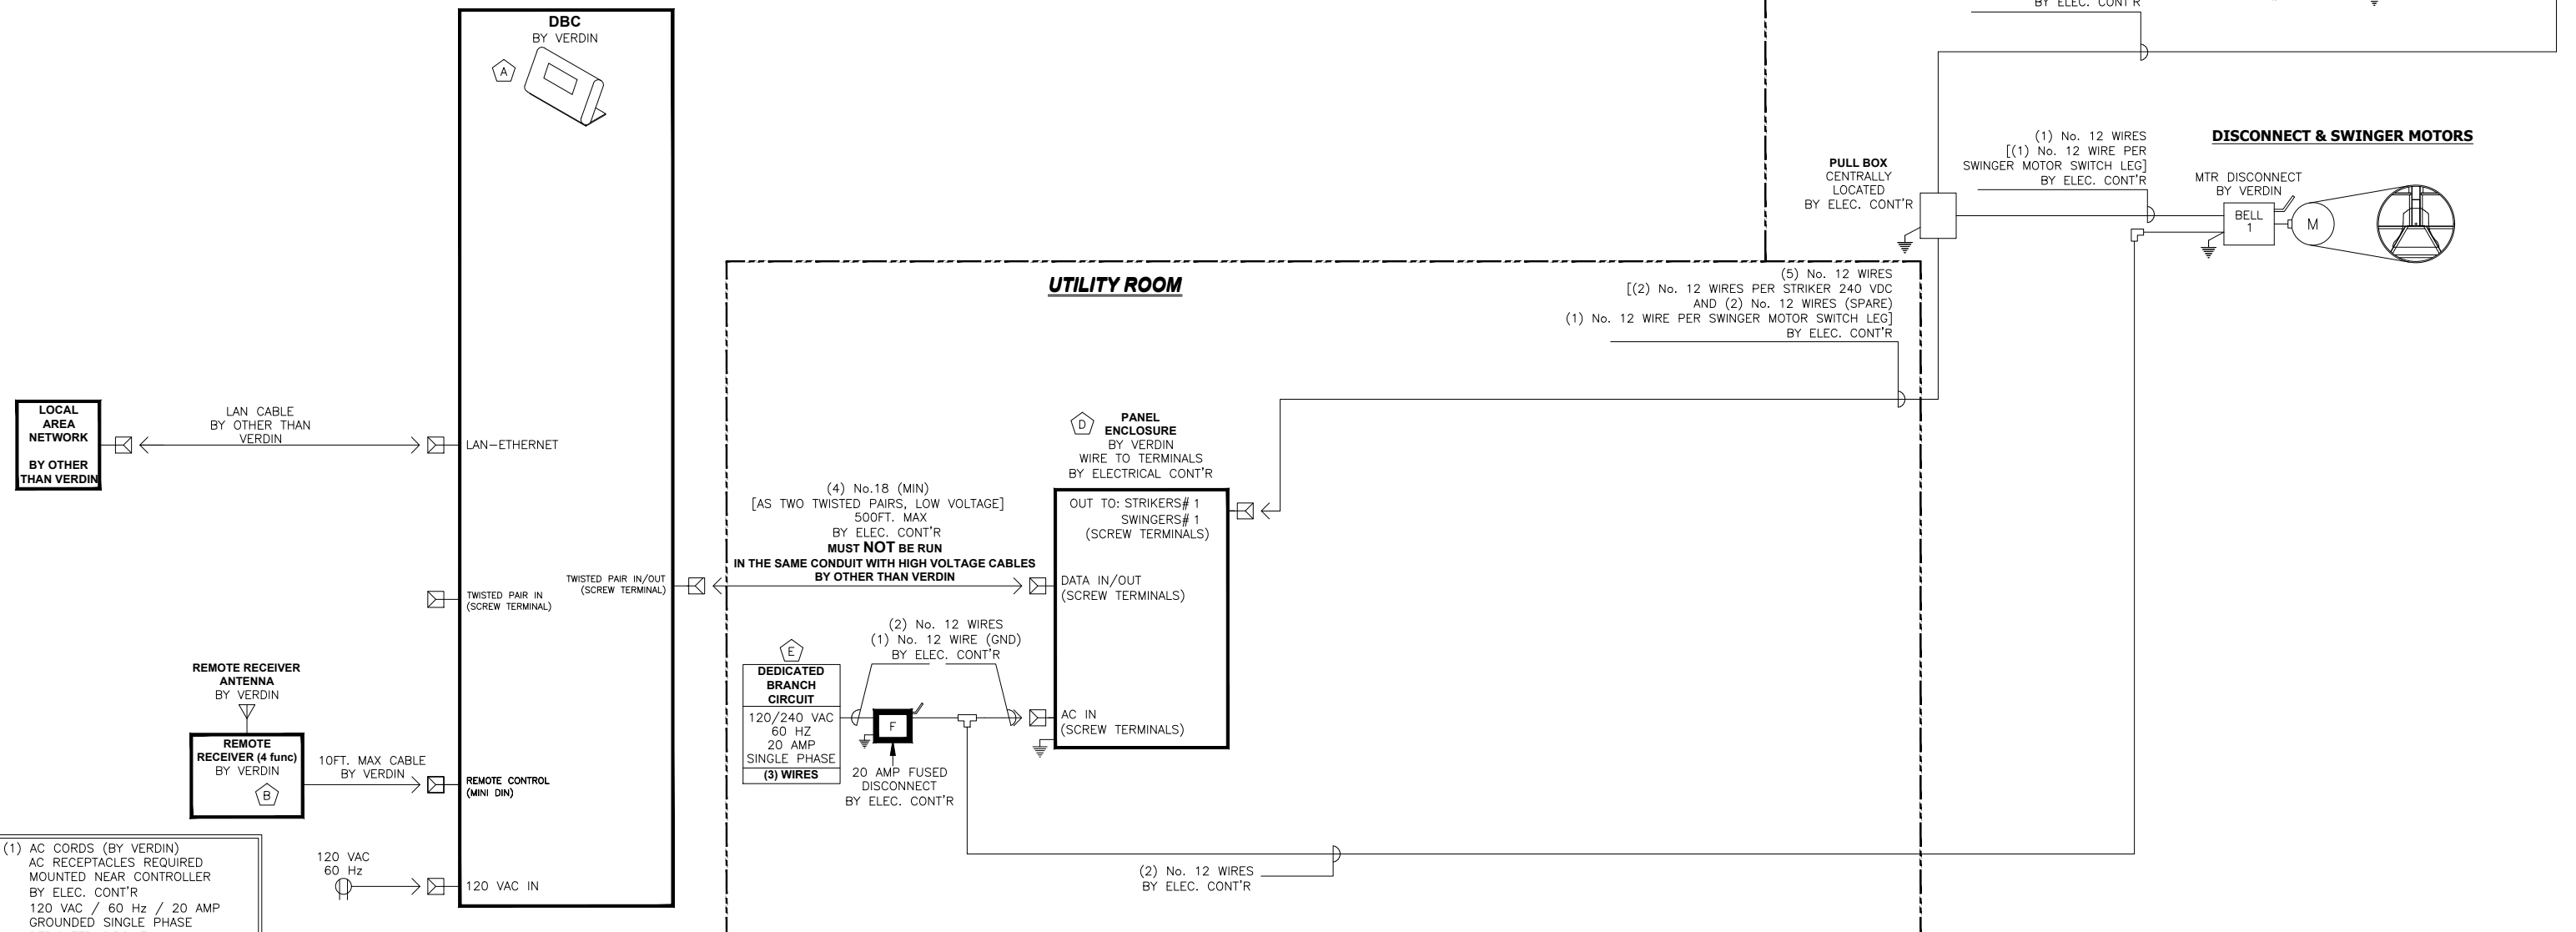 DBC
BY VERDIN
A
BY ELEC. CONT'R
(1) No. 12 WIRES
[(1) No. 12 WIRE PER
SWINGER MOTOR SWITCH LEG]
BY ELEC. CONT'R
DISCONNECT & SWINGER MOTORS
PULL BOX
CENTRALLY
LOCATED
BY ELEC. CONT'R
MTR DISCONNECT
BY VERDIN
BELL
1
M
UTILITY ROOM
(5) No. 12 WIRES
[(2) No. 12 WIRES PER STRIKER 240 VDC
AND (2) No. 12 WIRES (SPARE)
(1) No. 12 WIRE PER SWINGER MOTOR SWITCH LEG]
BY ELEC. CONT'R
LOCAL
AREA
NETWORK
BY OTHER
THAN VERDIN
LAN CABLE
BY OTHER THAN
VERDIN
LAN-ETHERNET
D
PANEL
ENCLOSURE
BY VERDIN
WIRE TO TERMINALS
BY ELECTRICAL CONT'R
OUT TO: STRIKERS# 1
SWINGERS# 1
(SCREW TERMINALS)
(4) No.18 (MIN)
[AS TWO TWISTED PAIRS, LOW VOLTAGE]
500FT. MAX
BY ELEC. CONT'R
MUST NOT BE RUN
IN THE SAME CONDUIT WITH HIGH VOLTAGE CABLES
BY OTHER THAN VERDIN
TWISTED PAIR IN/OUT
(SCREW TERMINAL)
DATA IN/OUT
(SCREW TERMINALS)
TWISTED PAIR IN
(SCREW TERMINAL)
(2) No. 12 WIRES
(1) No. 12 WIRE (GND)
BY ELEC. CONT'R
E
DEDICATED
BRANCH
CIRCUIT
120/240 VAC
60 HZ
20 AMP
SINGLE PHASE
(3) WIRES
F
20 AMP FUSED
DISCONNECT
BY ELEC. CONT'R
AC IN
(SCREW TERMINALS)
REMOTE RECEIVER
ANTENNA
BY VERDIN
REMOTE
RECEIVER (4 func)
BY VERDIN
B
10FT. MAX CABLE
BY VERDIN
REMOTE CONTROL
(MINI DIN)
120 VAC
60 Hz
120 VAC IN
(2) No. 12 WIRES
BY ELEC. CONT'R
(1) AC CORDS (BY VERDIN)
AC RECEPTACLES REQUIRED
MOUNTED NEAR CONTROLLER
BY ELEC. CONT'R
120 VAC / 60 Hz / 20 AMP
GROUNDED SINGLE PHASE